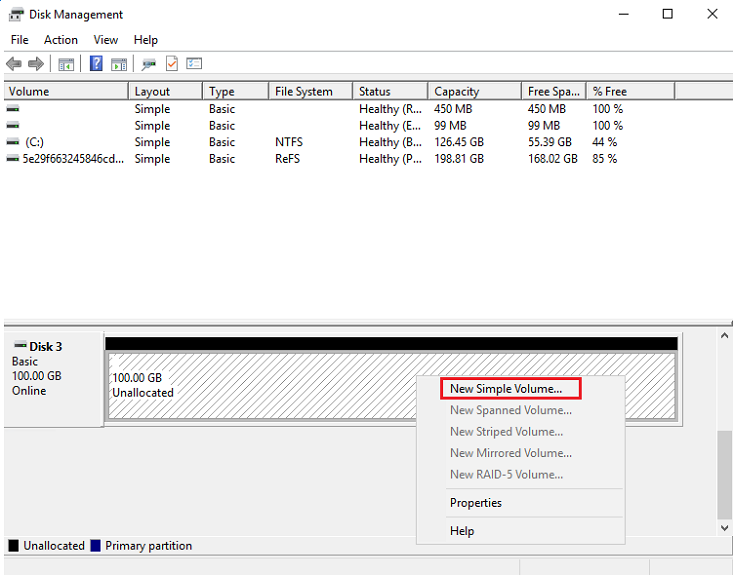 Disk Management
File Action View Help
Volume Layout Type File System Status Capacity Free Spa... % Free
Simple Basic Healthy (R... 450 MB 450 MB 100 %
Simple Basic Healthy (E... 99 MB 99 MB 100 %
(C:) Simple Basic NTFS Healthy (B... 126.45 GB 55.39 GB 44 %
5e29f663245846cd... Simple Basic ReFS Healthy (P... 198.81 GB 168.02 GB 85 %
Disk 3
Basic
100.00 GB
Online
100.00 GB
Unallocated
New Simple Volume...
New Spanned Volume...
New Striped Volume...
New Mirrored Volume...
New RAID-5 Volume...
Properties
Help
Unallocated Primary partition